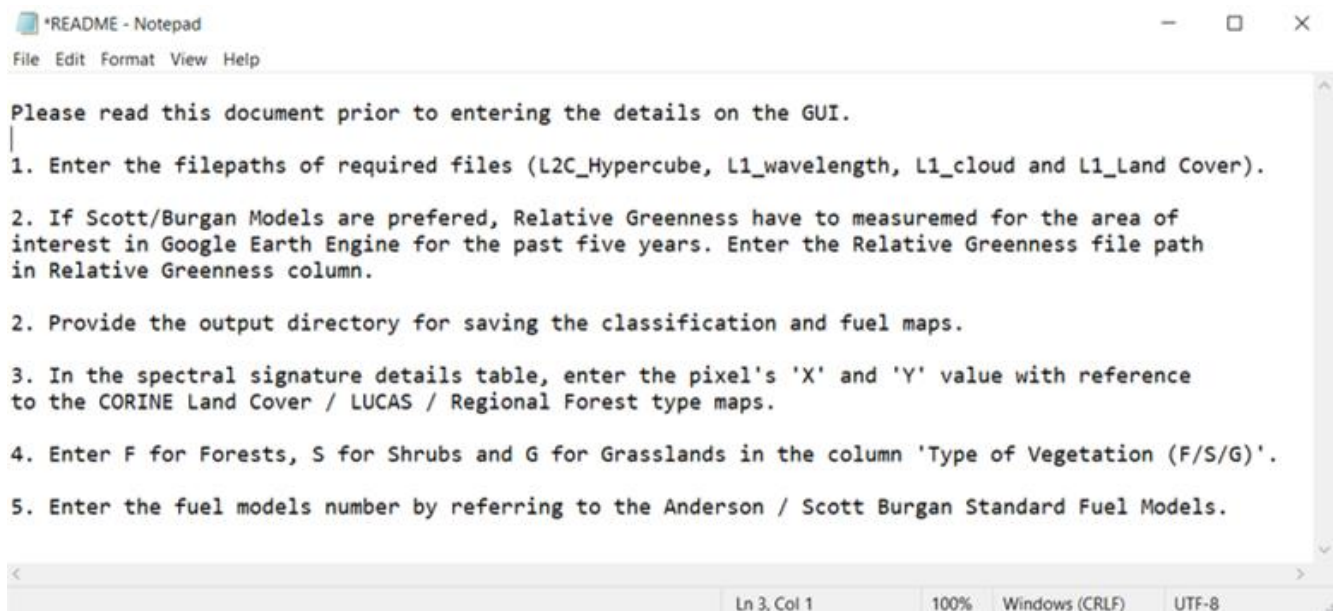 *README - Notepad
File Edit Format View Help
Please read this document prior to entering the details on the GUI.
1. Enter the filepaths of required files (L2C_Hypercube, L1_wavelength, L1_cloud and L1_Land Cover).
2. If Scott/Burgan Models are prefered, Relative Greenness have to measuremed for the area of
interest in Google Earth Engine for the past five years. Enter the Relative Greenness file path
in Relative Greenness column.
2. Provide the output directory for saving the classification and fuel maps.
3. In the spectral signature details table, enter the pixel's 'X' and 'Y' value with reference
to the CORINE Land Cover / LUCAS / Regional Forest type maps.
4. Enter F for Forests, S for Shrubs and G for Grasslands in the column 'Type of Vegetation (F/S/G)'.
5. Enter the fuel models number by referring to the Anderson / Scott Burgan Standard Fuel Models.
Ln 3, Col 1 100% Windows (CRLF) UTF-8